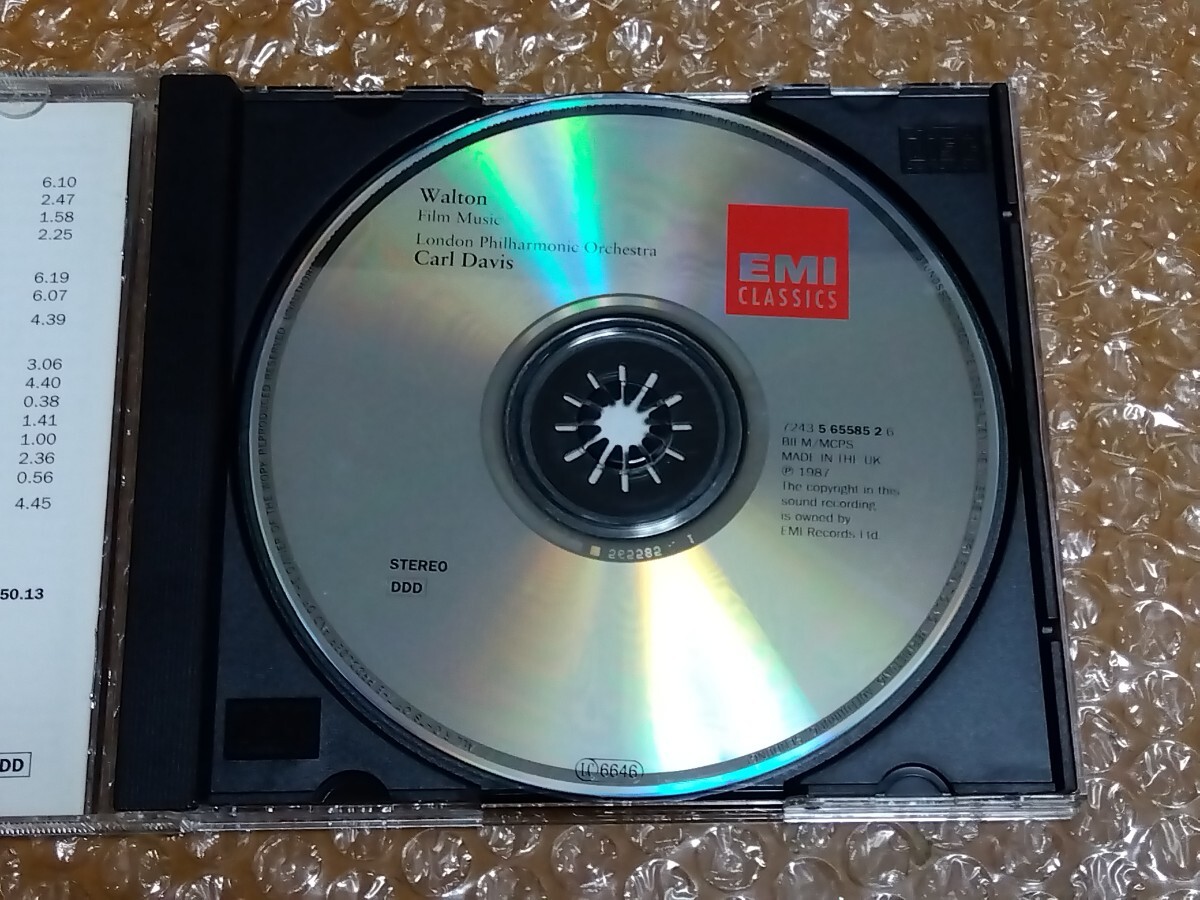 6.10
2.47
1.58
2.25
6.19
6.07
4.39
3.06
4.40
0.38
1.41
1.00
2.36
0.56
4.45
50.13
DD
Walton
Film Music
London Philharmonic Orchestra
Carl Davis
EMI
CLASSICS
7243 5 65585 2 6
BIEM/MCPS
MADE IN THE UK
℗ 1987
The copyright in this
sound recording
is owned by
EMI Records Ltd.
STEREO
DDD
LC 6646